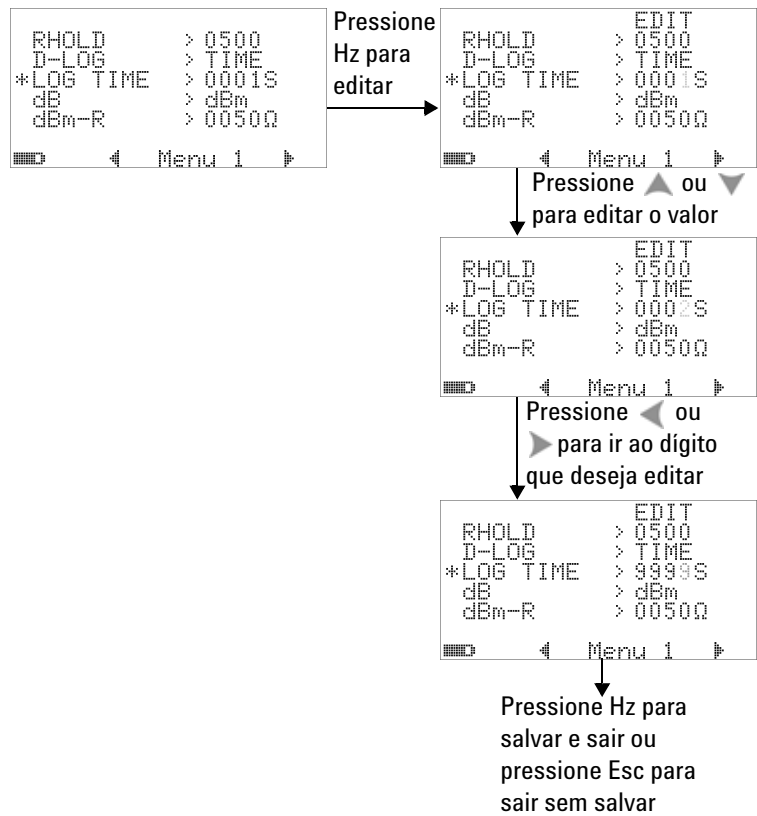 RHOLD > 0500
D-LOG > TIME
*LOG TIME > 0001S
dB > dBm
dBm-R > 0050Ω
Menu 1
Pressione
Hz para
editar
EDIT
RHOLD > 0500
D-LOG > TIME
*LOG TIME > 0001S
dB > dBm
dBm-R > 0050Ω
Menu 1
Pressione ou
para editar o valor
EDIT
RHOLD > 0500
D-LOG > TIME
*LOG TIME > 0002S
dB > dBm
dBm-R > 0050Ω
Menu 1
Pressione ou
para ir ao dígito
que deseja editar
EDIT
RHOLD > 0500
D-LOG > TIME
*LOG TIME > 9999S
dB > dBm
dBm-R > 0050Ω
Menu 1
Pressione Hz para
salvar e sair ou
pressione Esc para
sair sem salvar